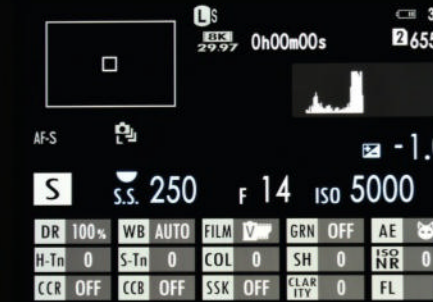 L S
8K 29.97 0h00m00s
2 655
AF-S L
-1.
S S.S. 250 F 14 ISO 5000
DR 100% WB AUTO FILM V GRN OFF AE
H-Tn 0 S-Tn 0 COL 0 SH 0 ISO NR 0
CCR OFF CCB OFF SSK OFF CLARITY 0 FL